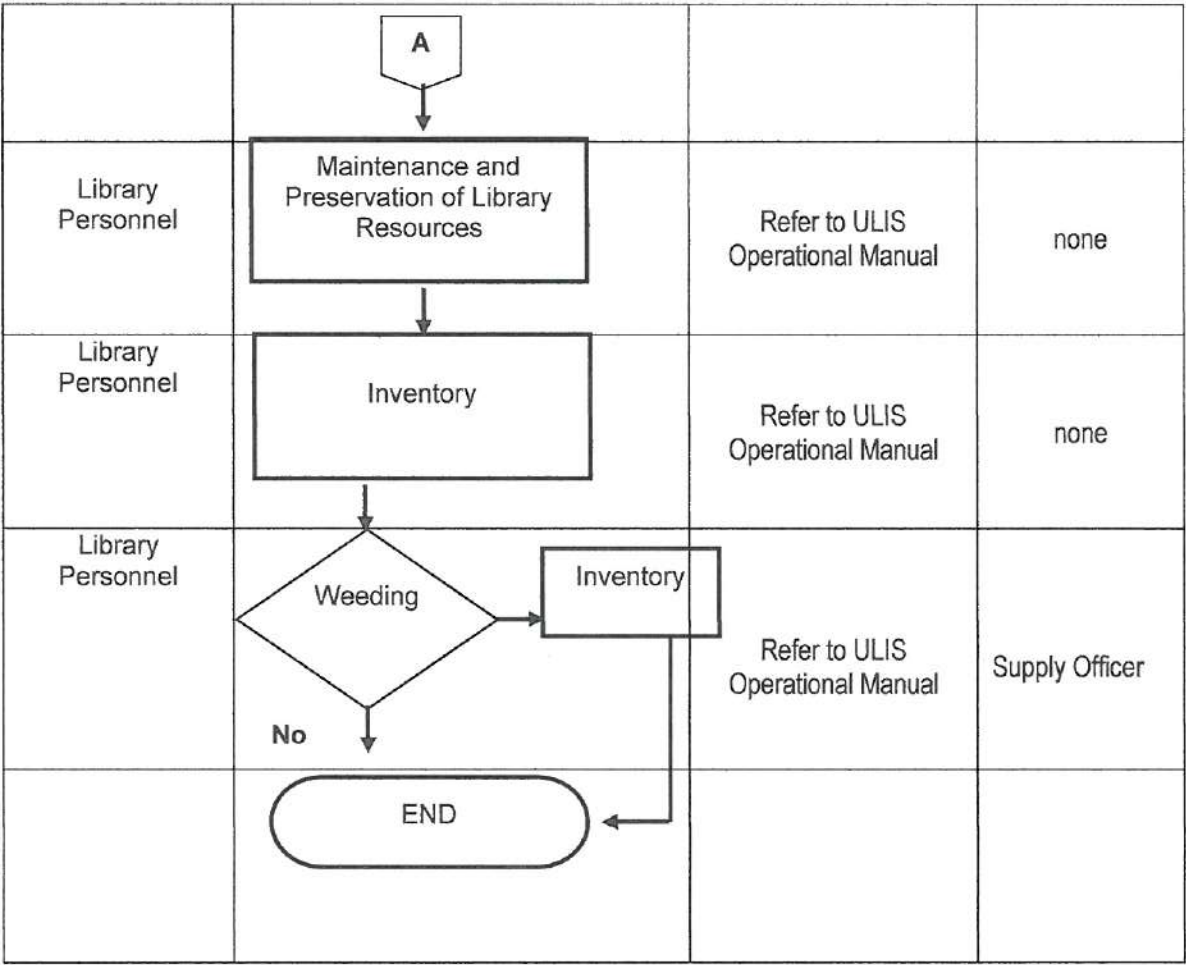 A
Library
Personnel
Maintenance and
Preservation of Library
Resources
Refer to ULIS
Operational Manual
none
Library
Personnel
Inventory
Refer to ULIS
Operational Manual
none
Library
Personnel
Weeding
Inventory
Refer to ULIS
Operational Manual
Supply Officer
No
END